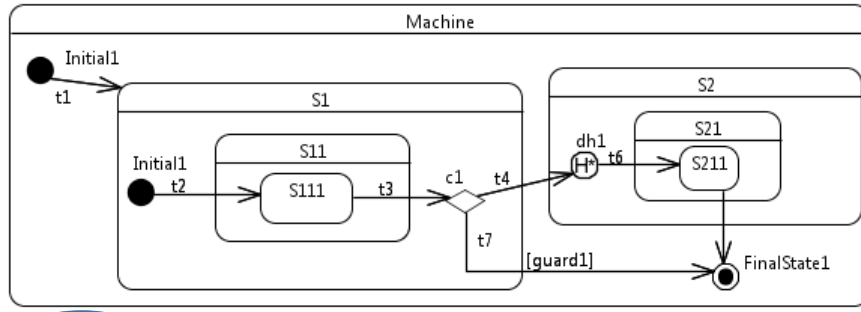 Machine
Initial1
t1
S1
S2
S11
S21
Initial1
dh1
H*
t6
S211
t2
S111
t3
c1
t4
t7
[guard1]
FinalState1